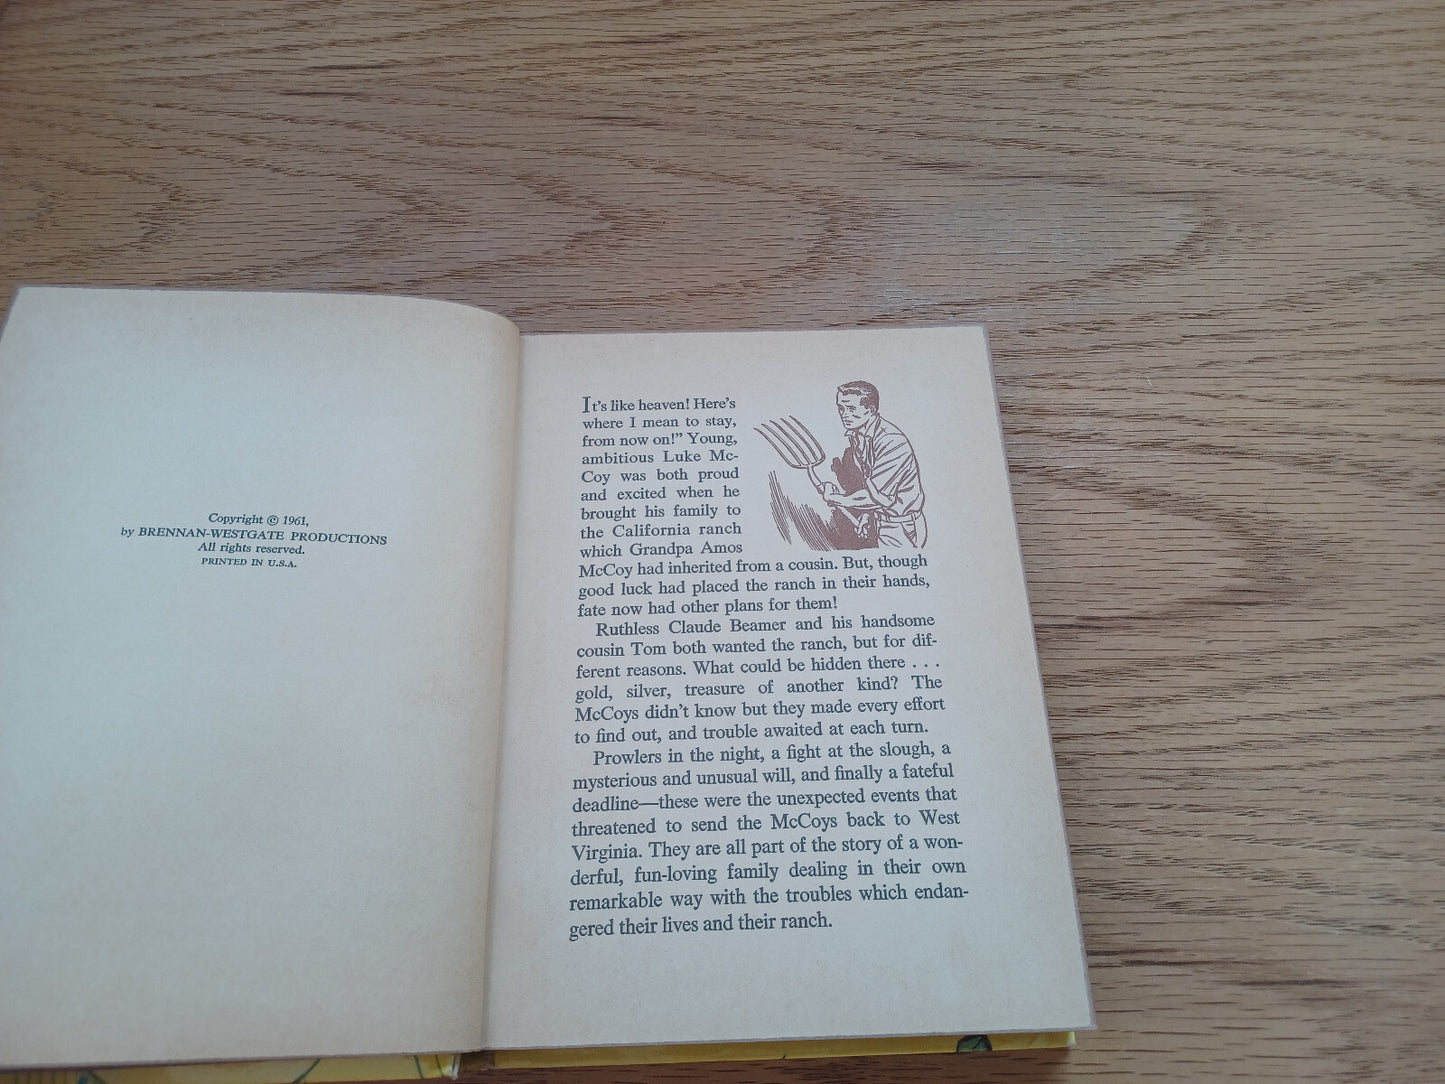 Copyright © 1961,
by BRENNAN-WESTGATE PRODUCTIONS
All rights reserved.
PRINTED IN U.S.A.
It's like heaven! Here's
where I mean to stay,
from now on!” Young,
ambitious Luke Mc-
Coy was both proud
and excited when he
brought his family to
the California ranch
which Grandpa Amos
McCoy had inherited from a cousin. But, though
good luck had placed the ranch in their hands,
fate now had other plans for them!
Ruthless Claude Beamer and his handsome
cousin Tom both wanted the ranch, but for dif-
ferent reasons. What could be hidden there . . .
gold, silver, treasure of another kind? The
McCoys didn't know but they made every effort
to find out, and trouble awaited at each turn.
Prowlers in the night, a fight at the slough, a
mysterious and unusual will, and finally a fateful
deadline—these were the unexpected events that
threatened to send the McCoys back to West
Virginia. They are all part of the story of a won-
derful, fun-loving family dealing in their own
remarkable way with the troubles which endan-
gered their lives and their ranch.